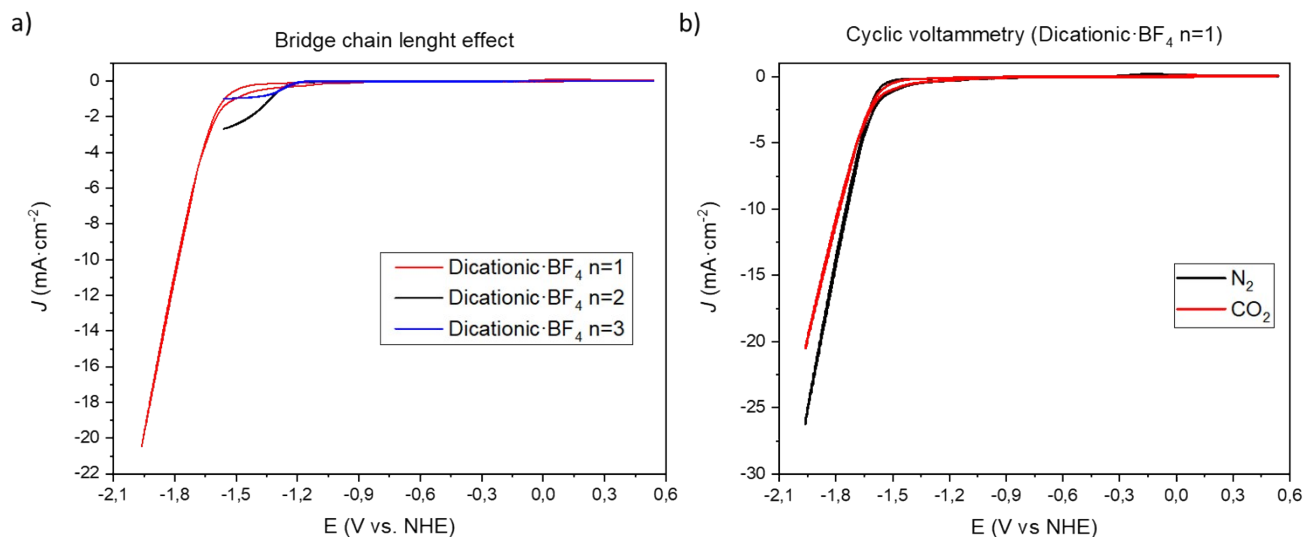 a)
Bridge chain lenght effect
0
-2
-4
-6
-8
-10
-12
-14
-16
-18
-20
-22
J (mA·cm-2)
Dicationic·BF4 n=1
Dicationic·BF4 n=2
Dicationic·BF4 n=3
-2,1 -1,8 -1,5 -1,2 -0,9 -0,6 -0,3 0,0 0,3 0,6
E (V vs. NHE)
b)
Cyclic voltammetry (Dicationic·BF4 n=1)
0
-5
-10
-15
-20
-25
-30
J (mA·cm-2)
N2
CO2
-2,1 -1,8 -1,5 -1,2 -0,9 -0,6 -0,3 0,0 0,3 0,6
E (V vs NHE)